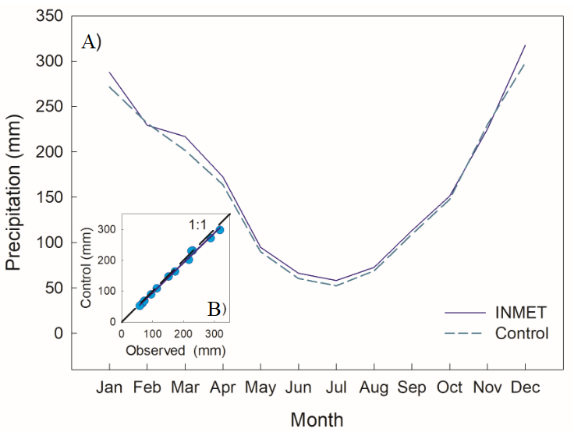 350
A)
300
250
200
150
100
50
0
Precipitation (mm)
1:1
300
200
100
0
Control (mm)
B)
0 100 200 300
Observed (mm)
INMET
Control
Jan Feb Mar Apr May Jun Jul Aug Sep Oct Nov Dec
Month